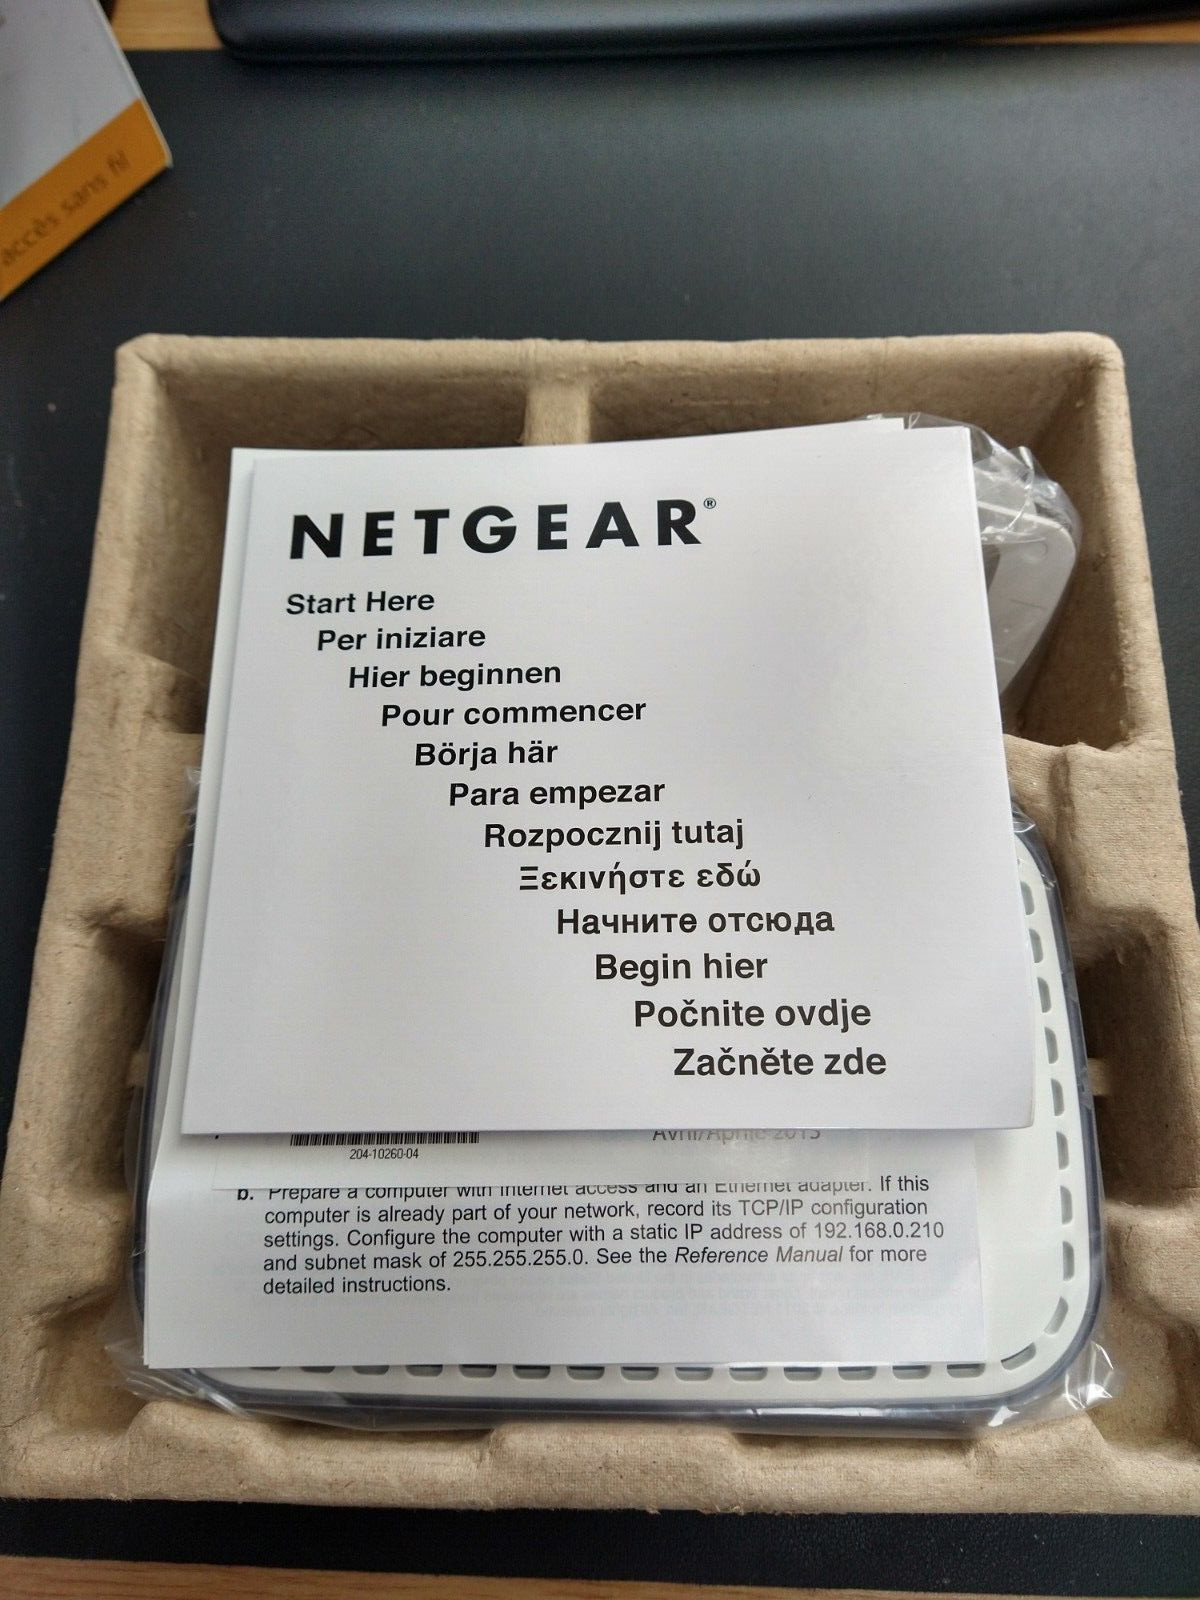 accès sans fil
NETGEAR®
Start Here
Per iniziare
Hier beginnen
Pour commencer
Börja här
Para empezar
Rozpocznij tutaj
Ξεκινήστε εδώ
Начните отсюда
Begin hier
Počnite ovdje
Začněte zde
Avril/Aprile 2013
204-10260-04
b. Prepare a computer with Internet access and an Ethernet adapter. If this
computer is already part of your network, record its TCP/IP configuration
settings. Configure the computer with a static IP address of 192.168.0.210
and subnet mask of 255.255.255.0. See the Reference Manual for more
detailed instructions.